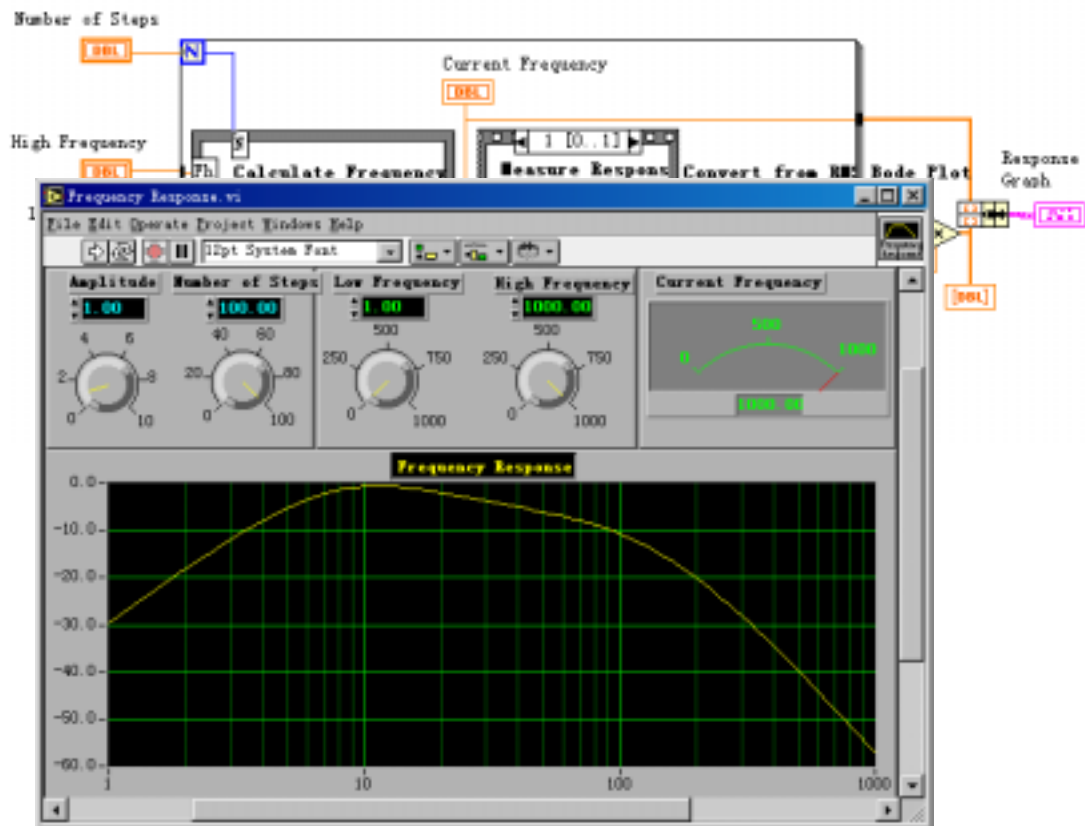 Number of Steps
DBL
N
Current Frequency
DBL
High Frequency
DBL
Fh
S
Calculate Frequency
1 [0..1]
Measure Respons
Convert from RMS
Bode Plot
Response
Graph
[DBL]
1
Frequency Response.vi
File Edit Operate Project Windows Help
12pt System Font
Frequency
Response
Amplitude
Number of Steps
Low Frequency
High Frequency
Current Frequency
1.00
100.00
1.00
1000.00
0 2 4 6 8 10
0 20 40 60 80 100
0 250 500 750 1000
0 250 500 750 1000
0 500 1000
1000.00
Frequency Response
0.0
-10.0
-20.0
-30.0
-40.0
-50.0
-60.0
1 10 100 1000